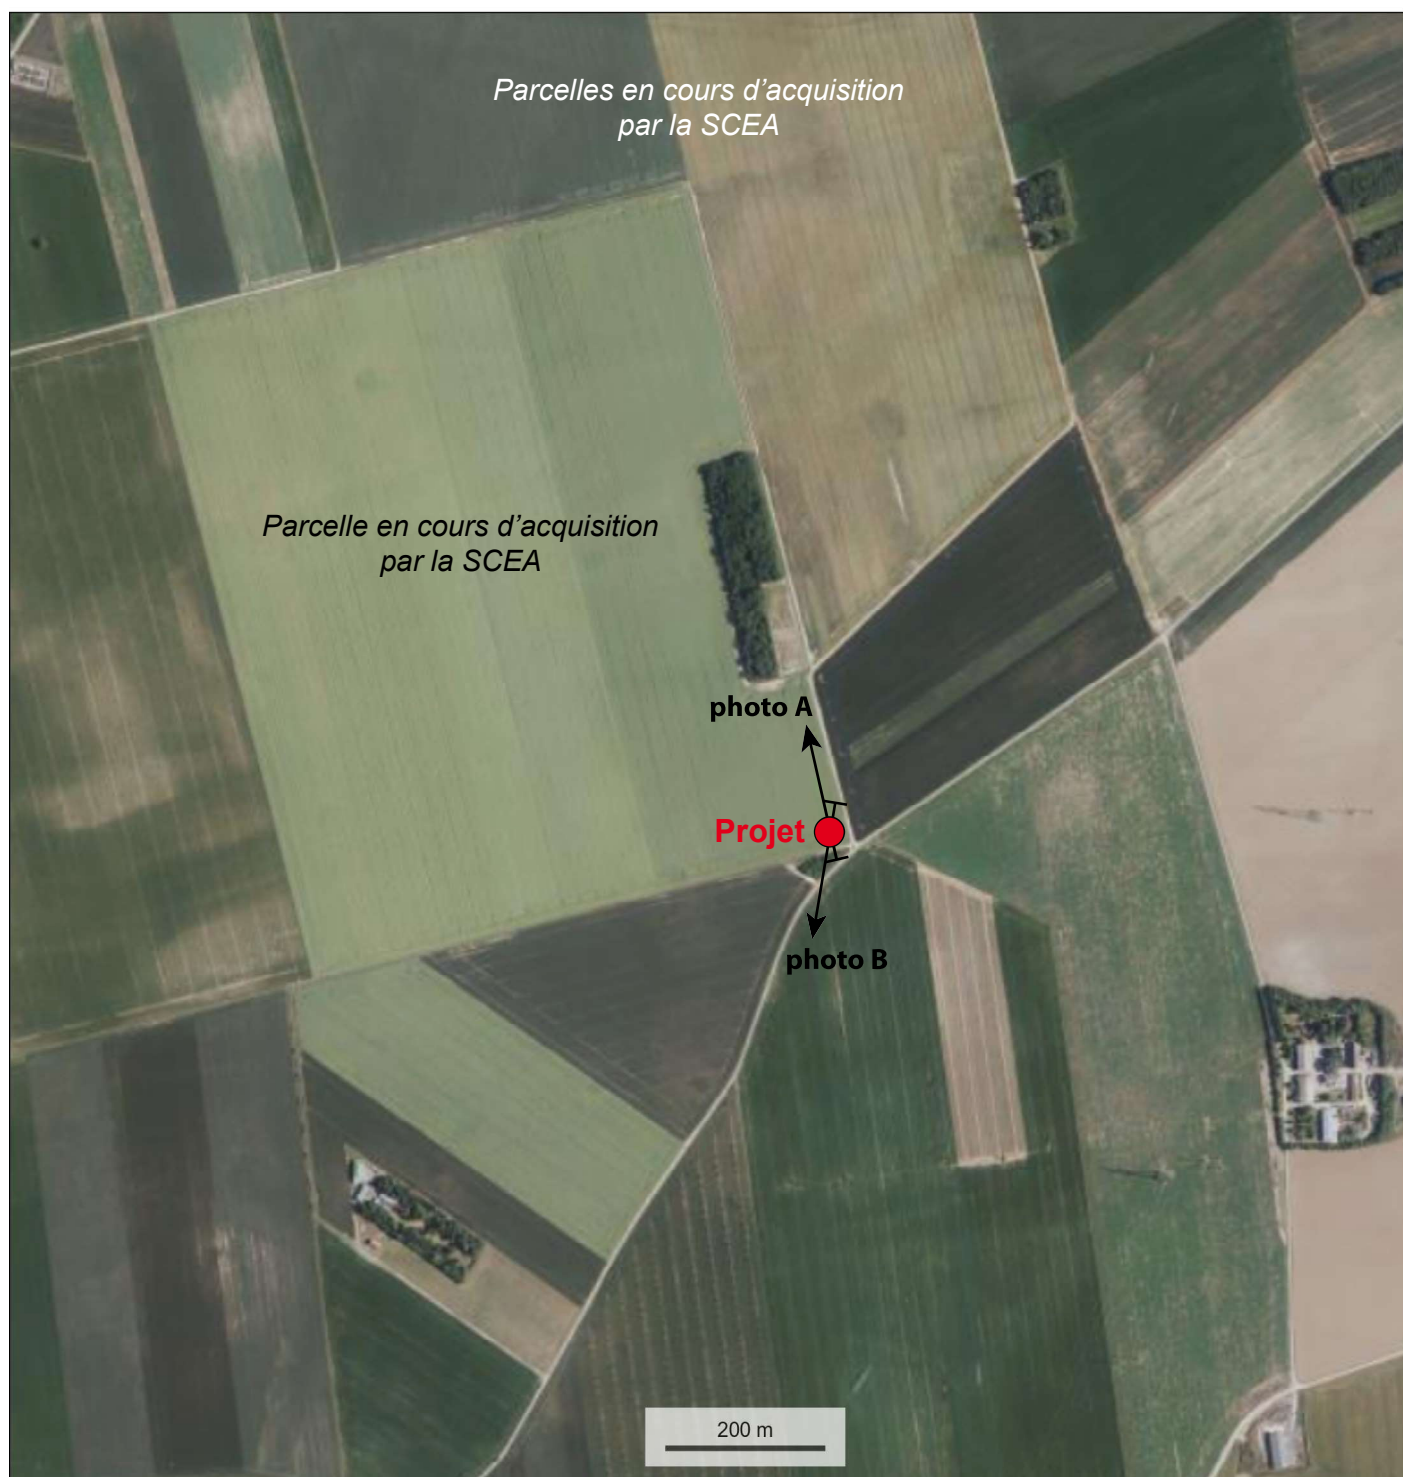 Parcelles en cours d’acquisition
par la SCEA
Parcelle en cours d’acquisition
par la SCEA
photo A
Projet
photo B
200 m